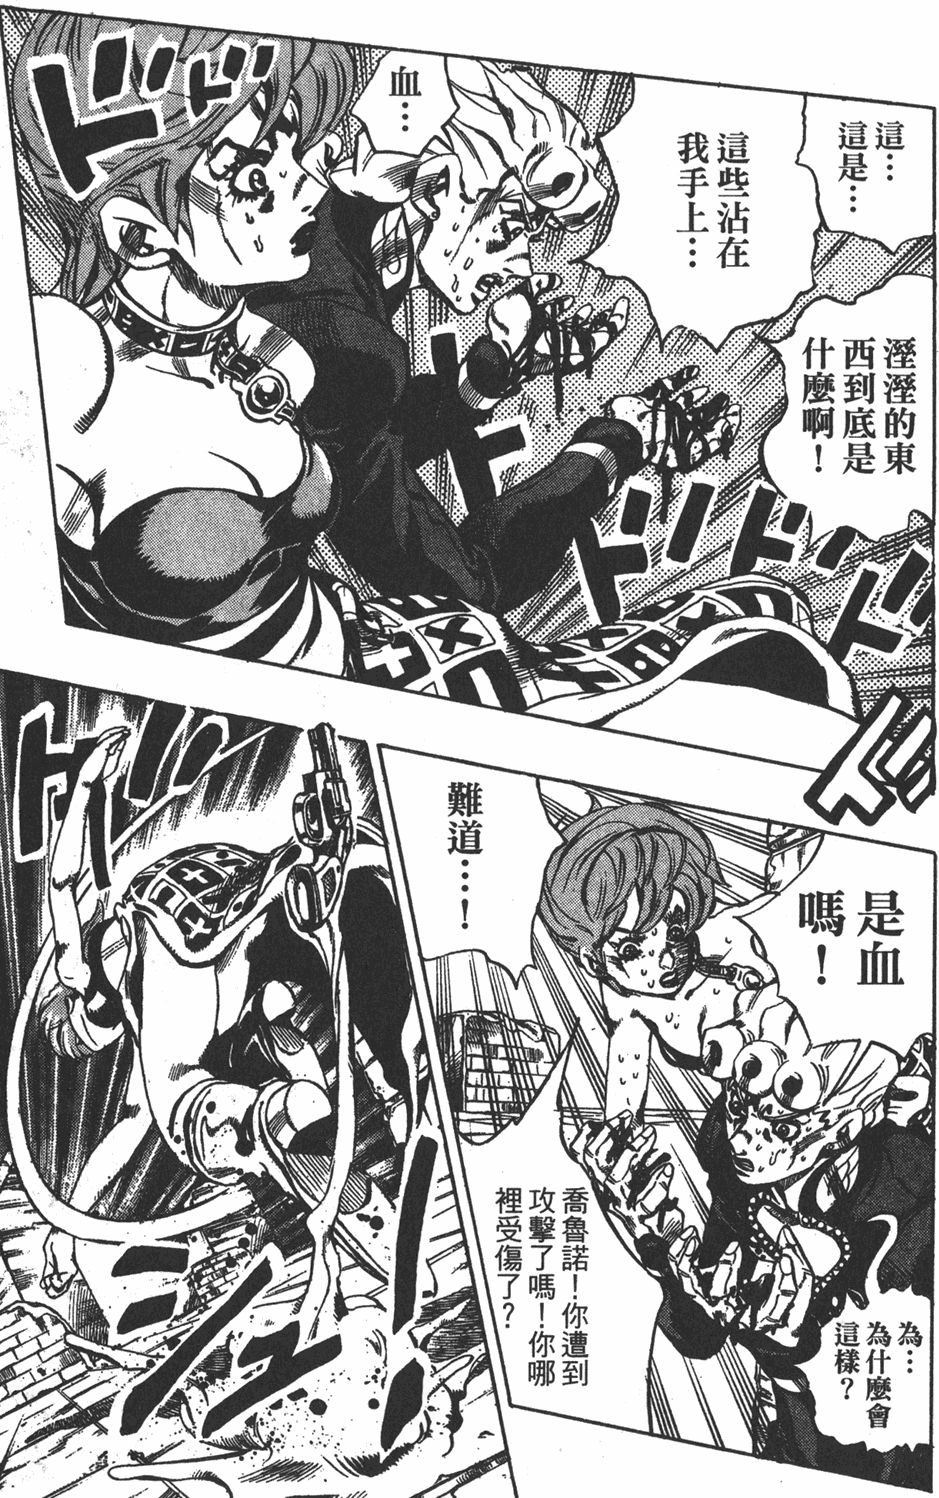 這…
這是…
溼溼的東
西到底是
什麼啊！
這些沾在
我手上…
血…
ドドド
ドドドド
ド
ドド
是血
嗎！
難道…！
為…
為什麼會
這樣？
喬魯諾！你遭到
攻擊了嗎！你哪
裡受傷了？
ドドド
ジュー